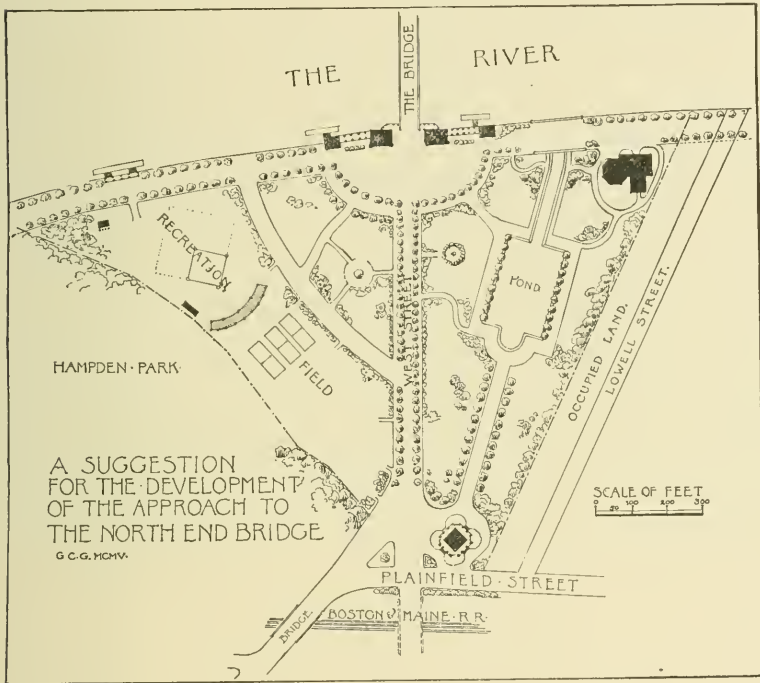 THE RIVER
THE BRIDGE
RECREATION
FIELD
WEST STREET
POND
HAMPDEN · PARK
OCCUPIED LAND.
LOWELL STREET.
A SUGGESTION
FOR THE · DEVELOPMENT
OF THE APPROACH TO
THE NORTH END BRIDGE
G C · G · MCMV ·
SCALE OF FEET
0 50 100 200 300
PLAINFIELD · STREET
BRIDGE
BOSTON & MAINE · R · R ·